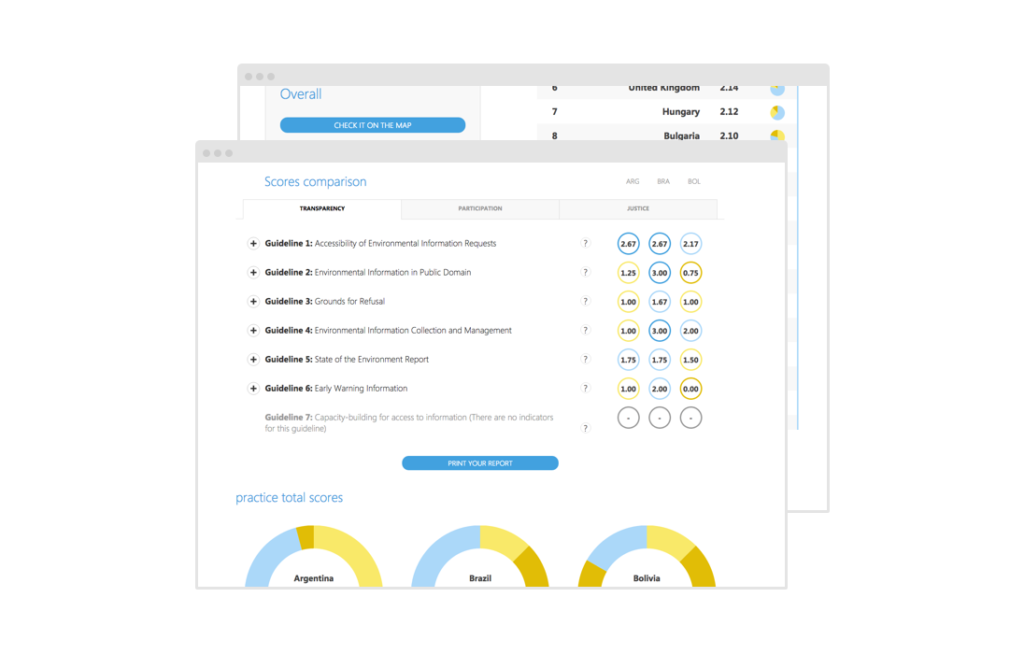 Overall
CHECK IT ON THE MAP
6 United Kingdom 2.14
7 Hungary 2.12
8 Bulgaria 2.10
Scores comparison ARG BRA BOL
TRANSPARENCY PARTICIPATION JUSTICE
+ Guideline 1: Accessibility of Environmental Information Requests ? 2.67 2.67 2.17
+ Guideline 2: Environmental Information in Public Domain ? 1.25 3.00 0.75
+ Guideline 3: Grounds for Refusal ? 1.00 1.67 1.00
+ Guideline 4: Environmental Information Collection and Management ? 1.00 3.00 2.00
+ Guideline 5: State of the Environment Report ? 1.75 1.75 1.50
+ Guideline 6: Early Warning Information ? 1.00 2.00 0.00
Guideline 7: Capacity-building for access to information (There are no indicators - - -
for this guideline) ?
PRINT YOUR REPORT
practice total scores
Argentina Brazil Bolivia